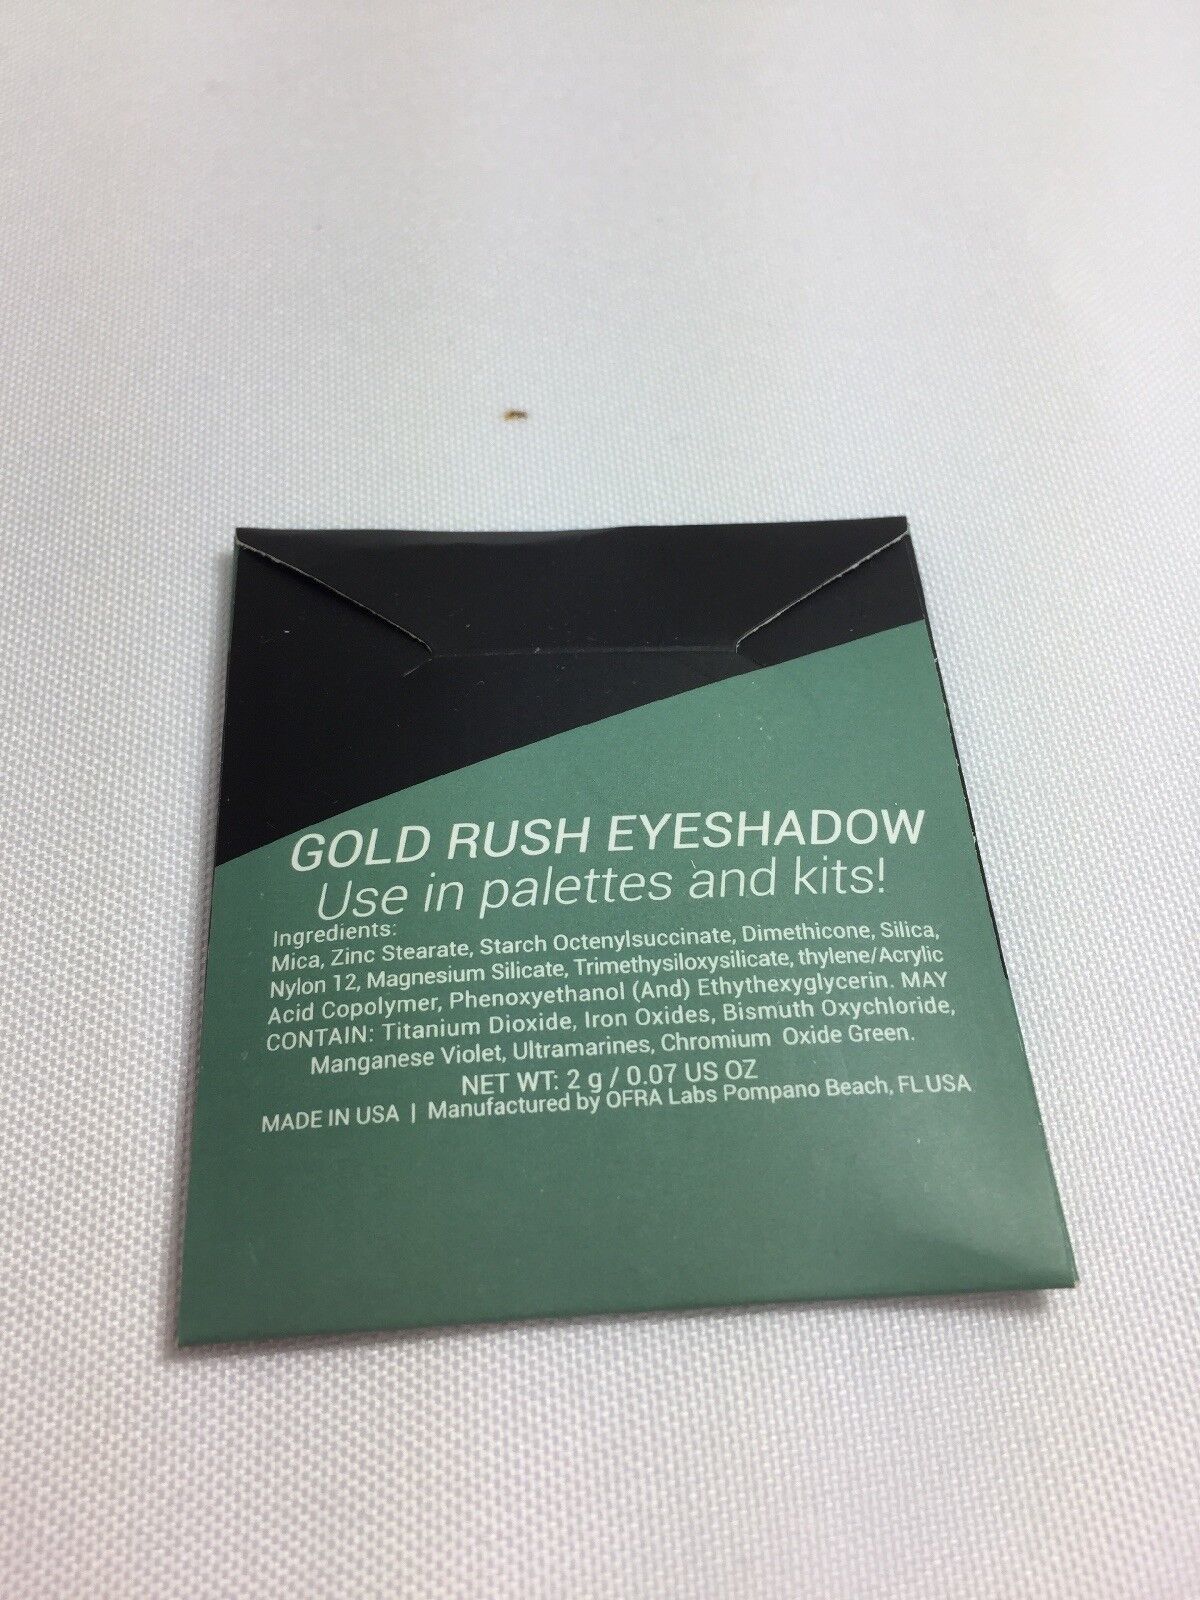 GOLD RUSH EYESHADOW
Use in palettes and kits!
Ingredients:
Mica, Zinc Stearate, Starch Octenylsuccinate, Dimethicone, Silica,
Nylon 12, Magnesium Silicate, Trimethysiloxysilicate, thylene/Acrylic
Acid Copolymer, Phenoxyethanol (And) Ethythexyglycerin. MAY
CONTAIN: Titanium Dioxide, Iron Oxides, Bismuth Oxychloride,
Manganese Violet, Ultramarines, Chromium Oxide Green.
NET WT: 2 g / 0.07 US OZ
MADE IN USA | Manufactured by OFRA Labs Pompano Beach, FL USA